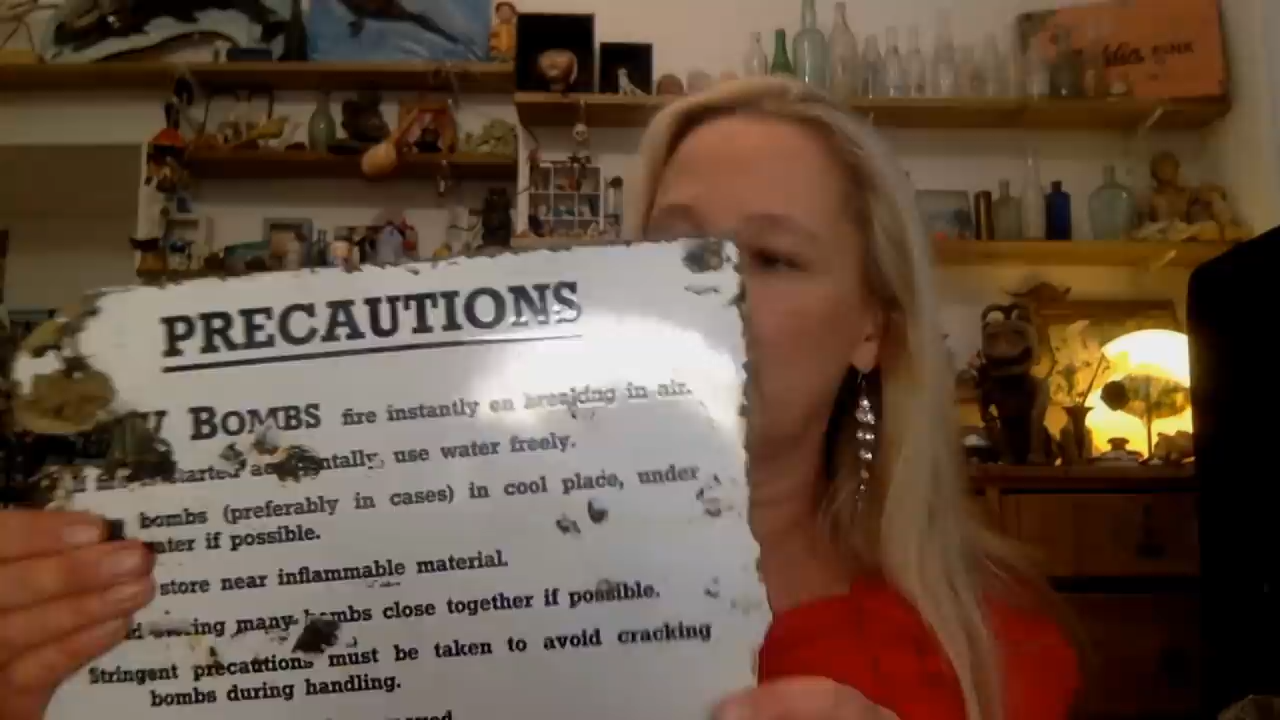 PRECAUTIONS
BOMBS fire instantly on breaking in air.
use water freely.
bombs (preferably in cases) in cool place, under
if possible.
store near inflammable material.
many bombs close together if possible.
Stringent precautions must be taken to avoid cracking
bombs during handling.
PINK